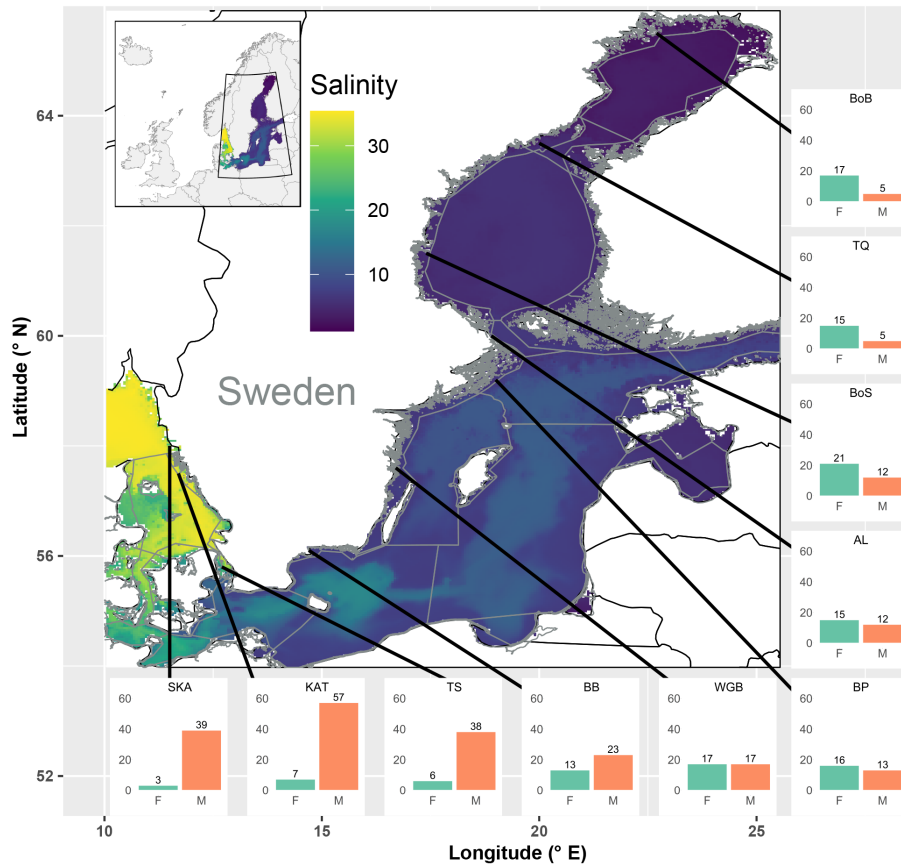 Salinity
30
20
10
Sweden
64
60
56
52
Latitude (° N)
10
15
20
25
Longitude (° E)
BoB
60
40
20
0
17
5
F
M
TQ
60
40
20
0
15
5
F
M
BoS
60
40
20
0
21
12
F
M
AL
60
40
20
0
15
12
F
M
SKA
60
40
20
0
3
39
F
M
KAT
60
40
20
0
7
57
F
M
TS
60
40
20
0
6
38
F
M
BB
60
40
20
0
13
23
F
M
WGB
60
40
20
0
17
17
F
M
BP
60
40
20
0
16
13
F
M